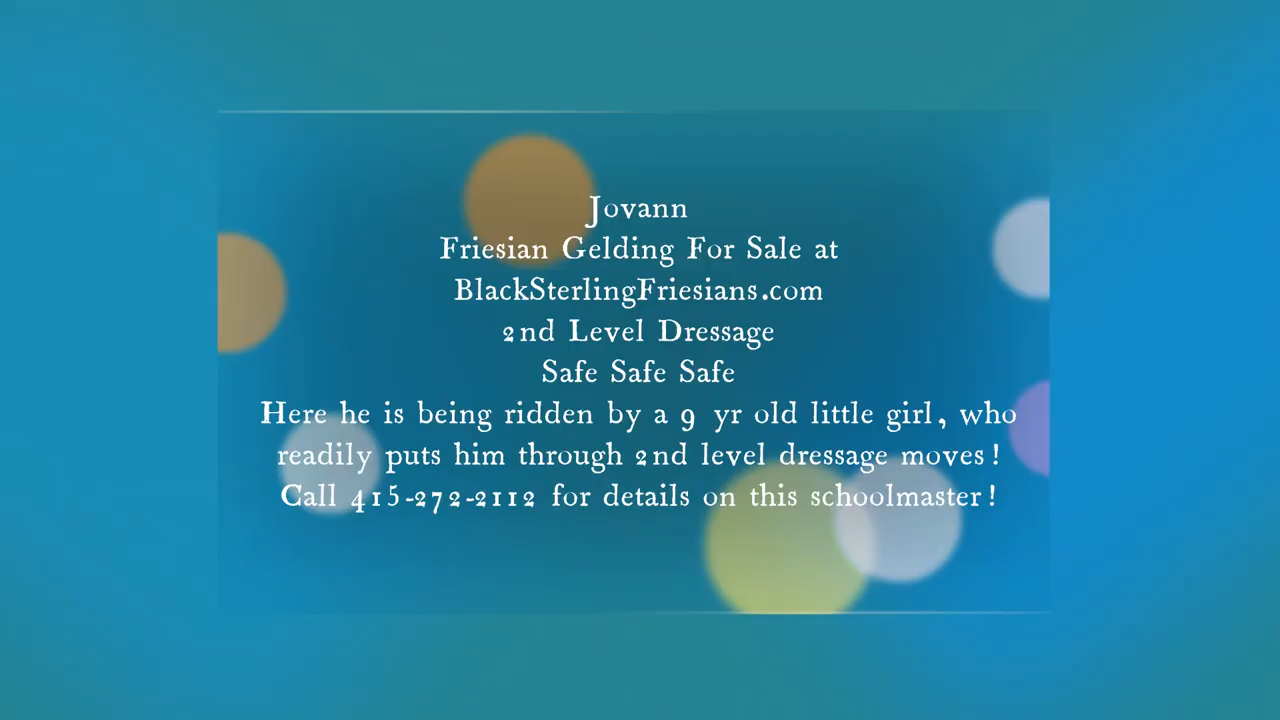 Jovann
Friesian Gelding For Sale at
BlackSterlingFriesians.com
2nd Level Dressage
Safe Safe Safe
Here he is being ridden by a 9 yr old little girl, who
readily puts him through 2nd level dressage moves!
Call 415-272-2112 for details on this schoolmaster!